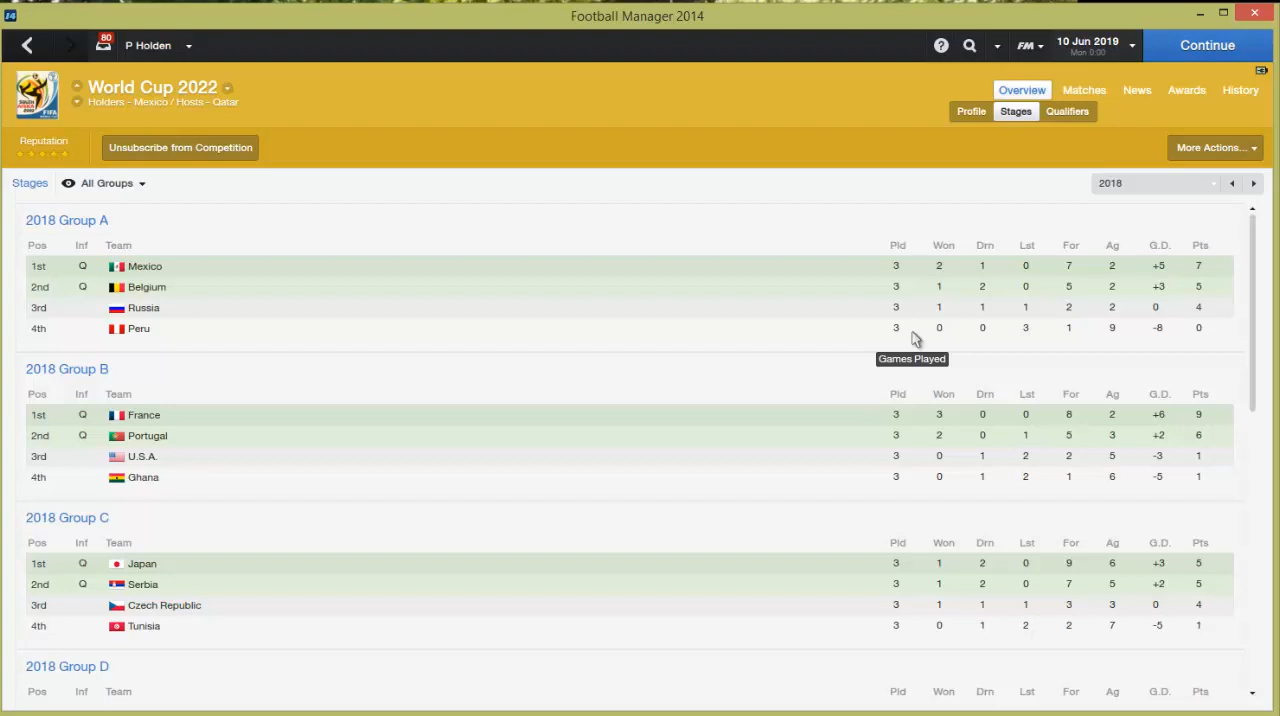 Football Manager 2014
80 P Holden FM 10 Jun 2019 Continue
Mon 0:00
World Cup 2022
Holders - Mexico / Hosts - Qatar
Overview Matches News Awards History
Profile Stages Qualifiers
Reputation Unsubscribe from Competition More Actions...
Stages All Groups 2018
2018 Group A
Pos Inf Team Pld Won Drn Lst For Ag G.D. Pts
1st Q Mexico 3 2 1 0 7 2 +5 7
2nd Q Belgium 3 1 2 0 5 2 +3 5
3rd Russia 3 1 1 1 2 2 0 4
4th Peru 3 0 0 3 1 9 -8 0
Games Played
2018 Group B
Pos Inf Team Pld Won Drn Lst For Ag G.D. Pts
1st Q France 3 3 0 0 8 2 +6 9
2nd Q Portugal 3 2 0 1 5 3 +2 6
3rd U.S.A. 3 0 1 2 2 5 -3 1
4th Ghana 3 0 1 2 1 6 -5 1
2018 Group C
Pos Inf Team Pld Won Drn Lst For Ag G.D. Pts
1st Q Japan 3 1 2 0 9 6 +3 5
2nd Q Serbia 3 1 2 0 7 5 +2 5
3rd Czech Republic 3 1 1 1 3 3 0 4
4th Tunisia 3 0 1 2 2 7 -5 1
2018 Group D
Pos Inf Team Pld Won Drn Lst For Ag G.D. Pts